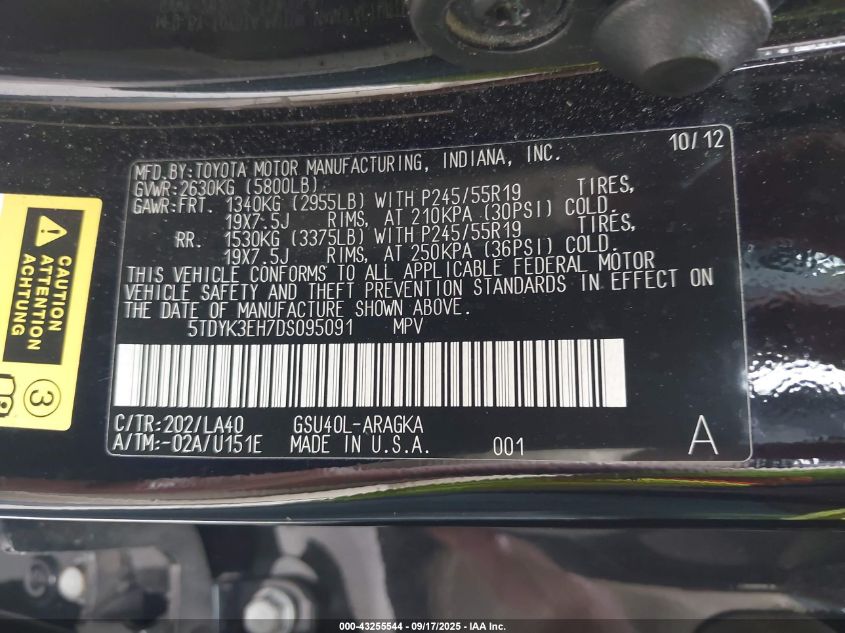 MFD.BY:TOYOTA MOTOR MANUFACTURING, INDIANA, INC. 10/12
GVWR:2630KG (5800LB)
GAWR:FRT. 1340KG (2955LB) WITH P245/55R19 TIRES,
19X7.5J RIMS, AT 210KPA (30PSI) COLD.
RR. 1530KG (3375LB) WITH P245/55R19 TIRES,
19X7.5J RIMS, AT 250KPA (36PSI) COLD.
THIS VEHICLE CONFORMS TO ALL APPLICABLE FEDERAL MOTOR
VEHICLE SAFETY AND THEFT PREVENTION STANDARDS IN EFFECT ON
THE DATE OF MANUFACTURE SHOWN ABOVE.
5TDYK3EH7DS095091 MPV
C/TR:202/LA40 GSU40L-ARAGKA
A/TM:-02A/U151E MADE IN U.S.A. 001 A
CAUTION
ATTENTION
ACHTUNG
3
000-43255544 - 09/17/2025 - IAA Inc.